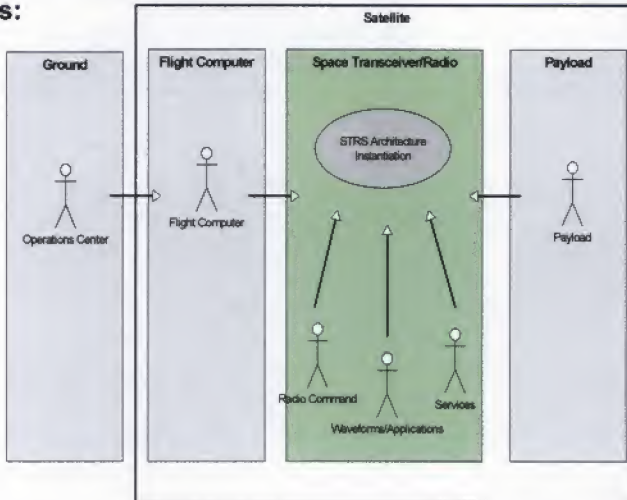 s:
Satellite
Ground
Flight Computer
Space Transceiver/Radio
Payload
STRS Architecture
Instantiation
Operations Center
Flight Computer
Payload
Radio Command
Services
Waveforms/Applications